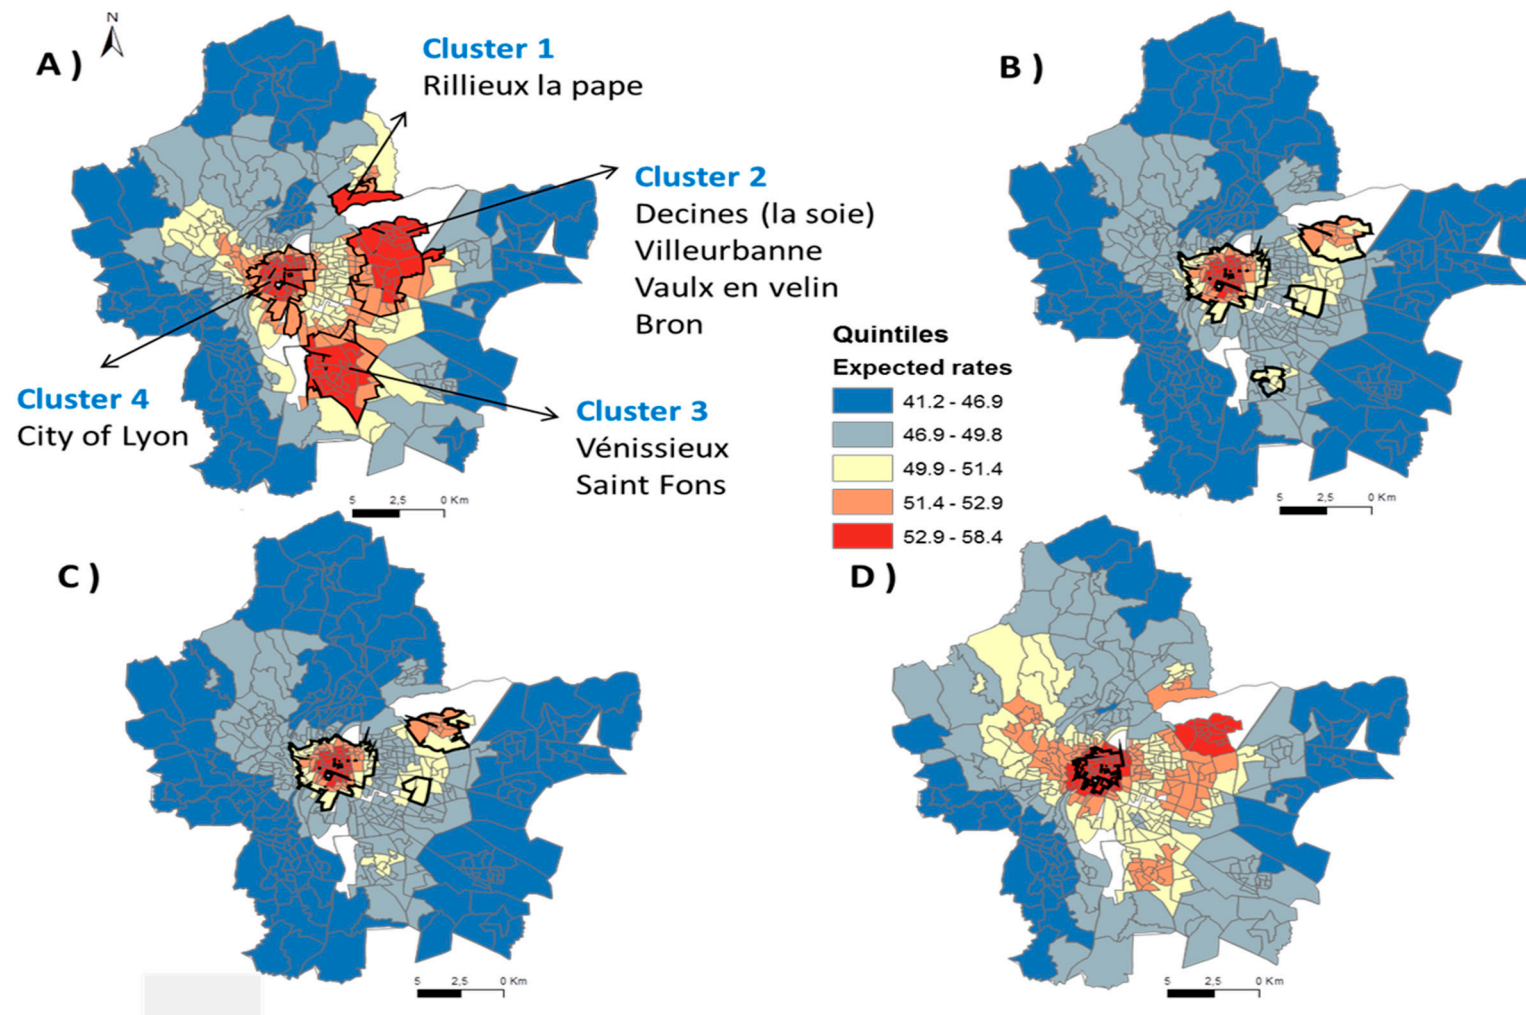 N
A )
Cluster 1
Rillieux la pape
Cluster 2
Decines (la soie)
Villeurbanne
Vaulx en velin
Bron
Cluster 4
City of Lyon
Cluster 3
Vénissieux
Saint Fons
5 2,5 0 Km
B )
Quintiles
Expected rates
41.2 - 46.9
46.9 - 49.8
49.9 - 51.4
51.4 - 52.9
52.9 - 58.4
5 2,5 0 Km
C )
5 2,5 0 Km
D )
5 2,5 0 Km